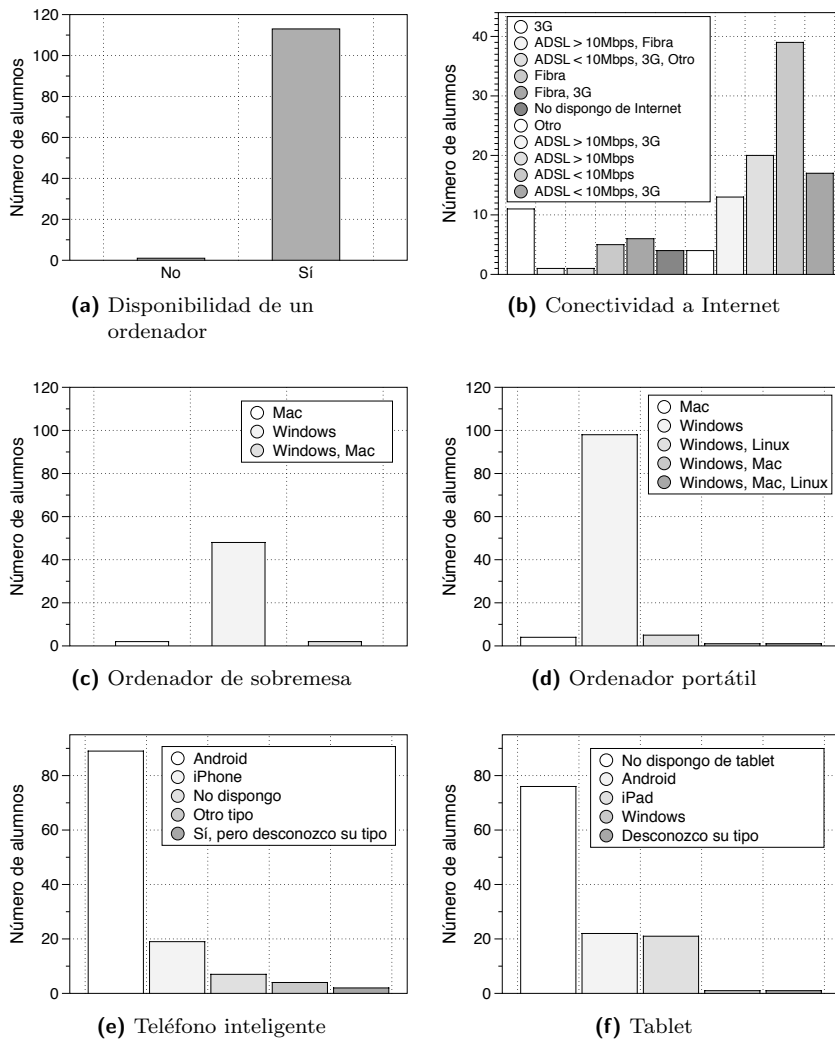 120
100
80
60
40
20
0
Número de alumnos
No
Sí
(a) Disponibilidad de un
ordenador
40
30
20
10
0
Número de alumnos
3G
ADSL > 10Mbps, Fibra
ADSL < 10Mbps, 3G, Otro
Fibra
Fibra, 3G
No dispongo de Internet
Otro
ADSL > 10Mbps, 3G
ADSL > 10Mbps
ADSL < 10Mbps
ADSL < 10Mbps, 3G
(b) Conectividad a Internet
120
100
80
60
40
20
0
Número de alumnos
Mac
Windows
Windows, Mac
(c) Ordenador de sobremesa
120
100
80
60
40
20
0
Número de alumnos
Mac
Windows
Windows, Linux
Windows, Mac
Windows, Mac, Linux
(d) Ordenador portátil
80
60
40
20
0
Número de alumnos
Android
iPhone
No dispongo
Otro tipo
Sí, pero desconozco su tipo
(e) Teléfono inteligente
80
60
40
20
0
Número de alumnos
No dispongo de tablet
Android
iPad
Windows
Desconozco su tipo
(f) Tablet